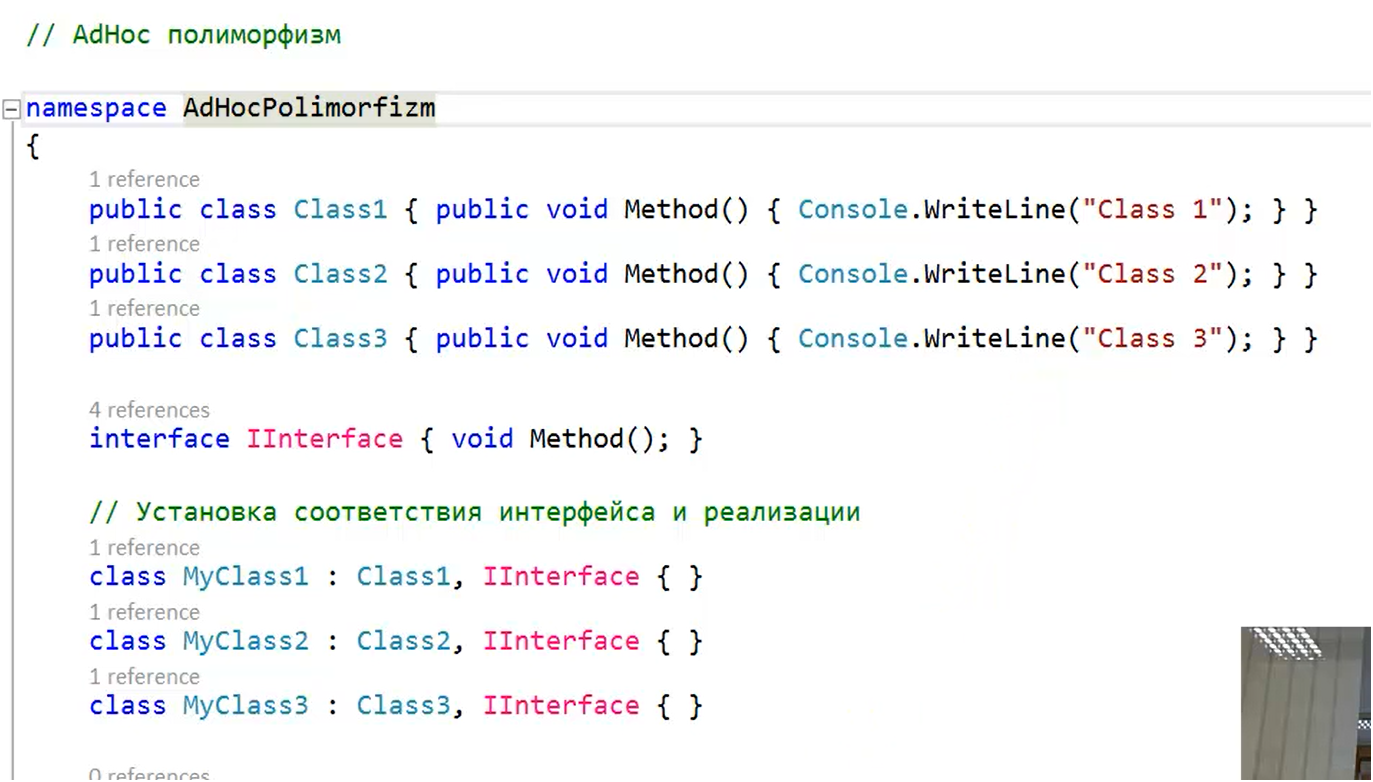 // AdHoc полиморфизм
namespace AdHocPolimorfizm
{
1 reference
public class Class1 { public void Method() { Console.WriteLine("Class 1"); } }
1 reference
public class Class2 { public void Method() { Console.WriteLine("Class 2"); } }
1 reference
public class Class3 { public void Method() { Console.WriteLine("Class 3"); } }
4 references
interface IInterface { void Method(); }
// Установка соответствия интерфейса и реализации
1 reference
class MyClass1 : Class1, IInterface { }
1 reference
class MyClass2 : Class2, IInterface { }
1 reference
class MyClass3 : Class3, IInterface { }
0 references